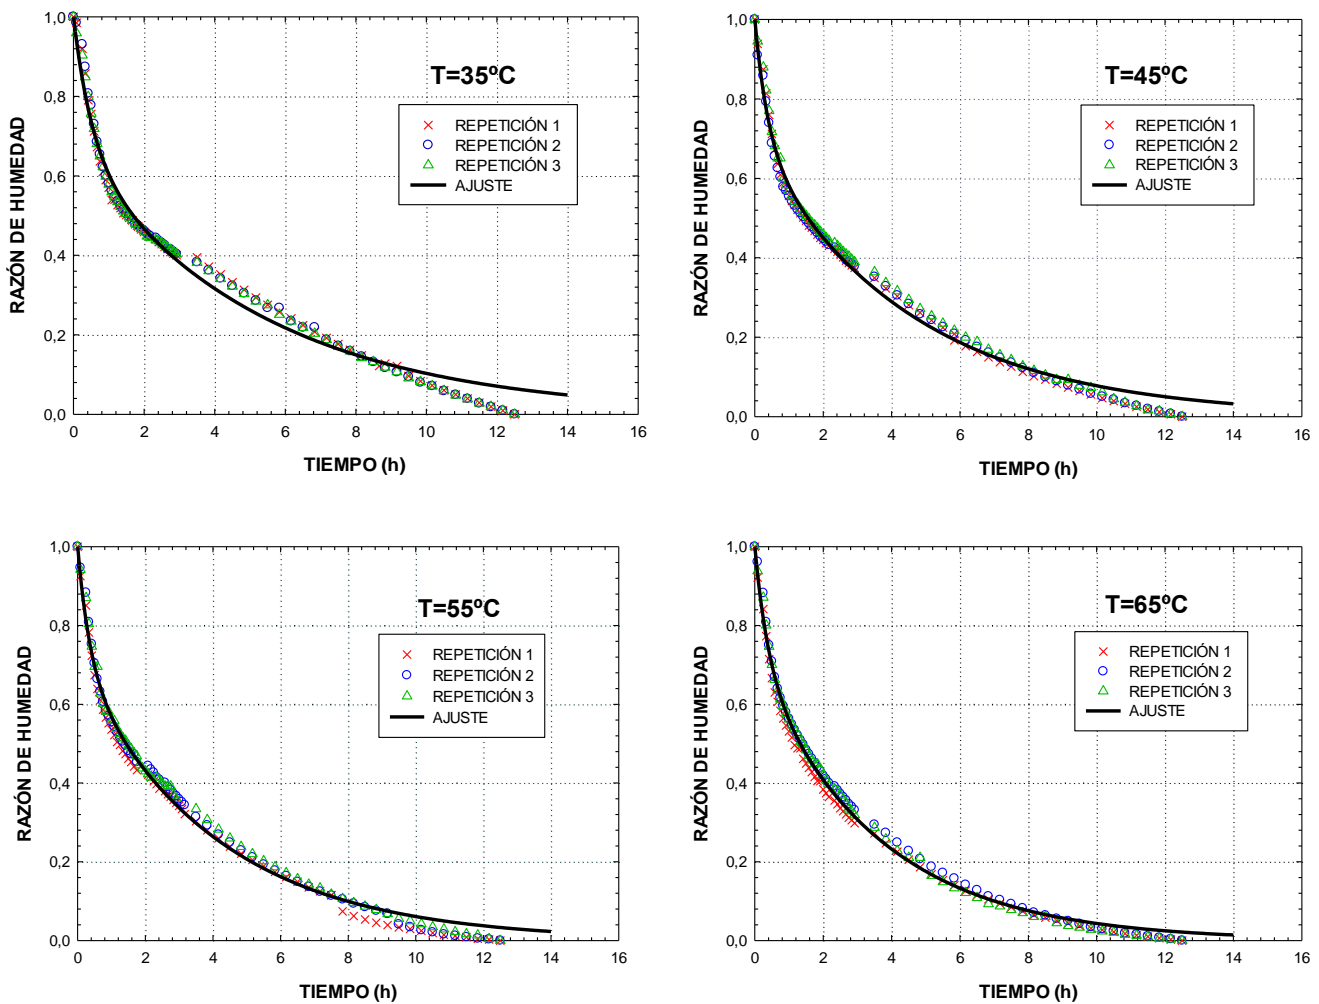 T=35ºC
REPETICIÓN 1
REPETICIÓN 2
REPETICIÓN 3
AJUSTE
RAZÓN DE HUMEDAD
1,0
0,8
0,6
0,4
0,2
0,0
0 2 4 6 8 10 12 14 16
TIEMPO (h)
T=45ºC
REPETICIÓN 1
REPETICIÓN 2
REPETICIÓN 3
AJUSTE
RAZÓN DE HUMEDAD
1,0
0,8
0,6
0,4
0,2
0,0
0 2 4 6 8 10 12 14 16
TIEMPO (h)
T=55ºC
REPETICIÓN 1
REPETICIÓN 2
REPETICIÓN 3
AJUSTE
RAZÓN DE HUMEDAD
1,0
0,8
0,6
0,4
0,2
0,0
0 2 4 6 8 10 12 14 16
TIEMPO (h)
T=65ºC
REPETICIÓN 1
REPETICIÓN 2
REPETICIÓN 3
AJUSTE
RAZÓN DE HUMEDAD
1,0
0,8
0,6
0,4
0,2
0,0
0 2 4 6 8 10 12 14 16
TIEMPO (h)